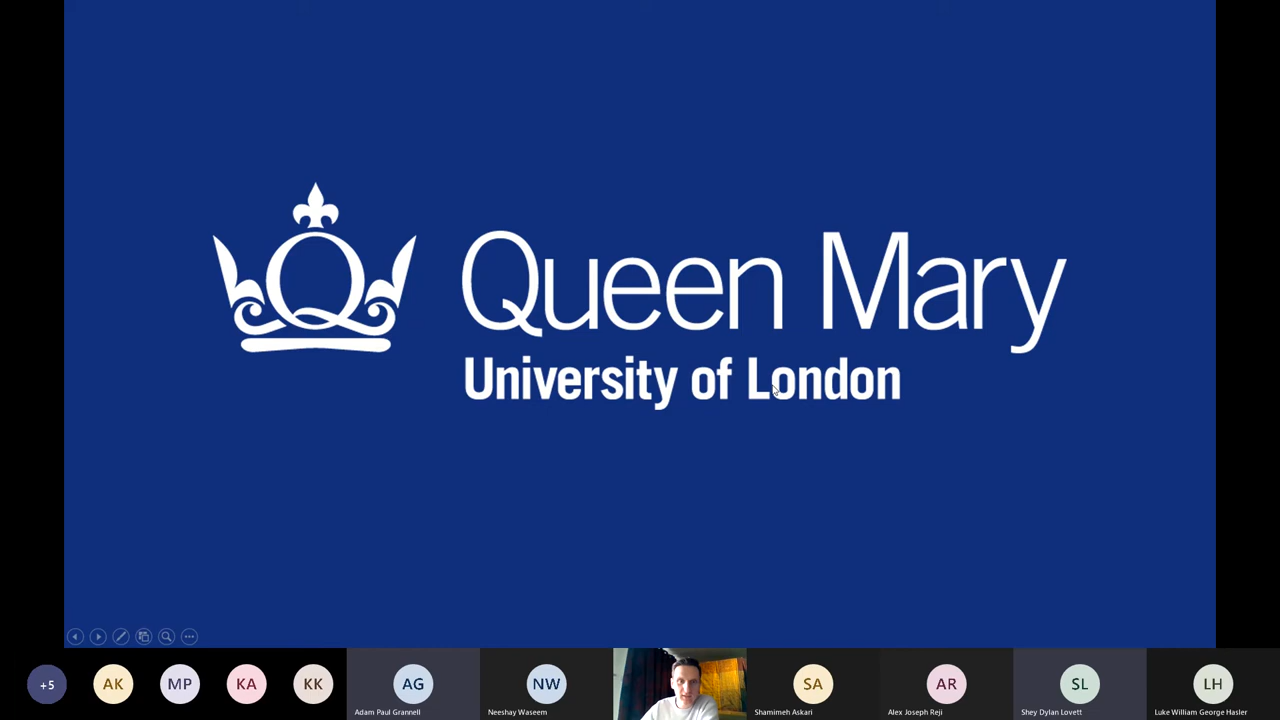 Queen Mary
University of London
+5
AK
MP
KA
KK
AG
Adam Paul Grannell
NW
Neeshay Waseem
SA
Shamimeh Askari
AR
Alex Joseph Reji
SL
Shey Dylan Lovett
LH
Luke William George Hasler